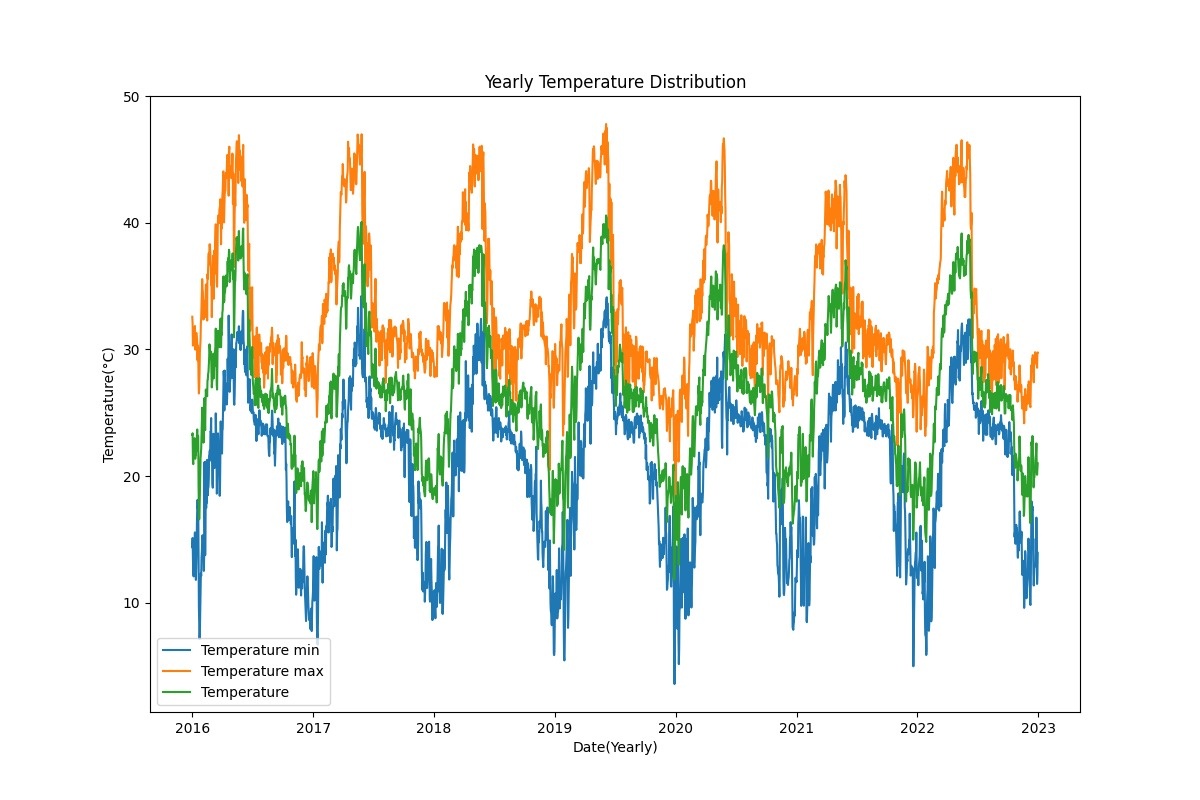 Yearly Temperature Distribution
50
40
30
20
10
Temperature(°C)
Temperature min
Temperature max
Temperature
2016 2017 2018 2019 2020 2021 2022 2023
Date(Yearly)